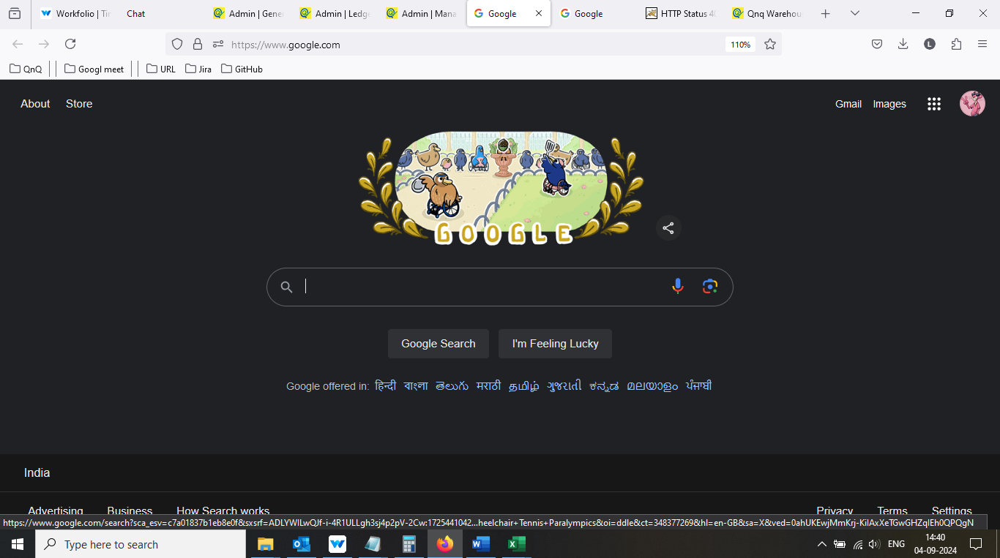 Workfolio | Tin
Chat
Admin | Gene
Admin | Ledge
Admin | Mana
Google
Google
HTTP Status 40
Qnq Warehou
https://www.google.com
110%
L
QnQ
Googl meet
URL
Jira
GitHub
About
Store
Gmail
Images
GOOGLE
Google Search
I'm Feeling Lucky
Google offered in: हिन्दी বাংলা తెలుగు मराठी தமிழ் ગુજરાતી ಕನ್ನಡ മലയാളം ਪੰਜਾਬੀ
India
Advertising
Business
How Search works
Privacy
Terms
Settings
https://www.google.com/search?sca_esv=c7a01837b1eb8e0f&sxsrf=ADLYWILwQJf-i-4R1ULLgh3sj4p2pV-2Cw:1725441042...heelchair+Tennis+Paralympics&oi=ddle&ct=348377269&hl=en-GB&sa=X&ved=0ahUKEwjMmKrj-KiIAxXeTGwGHZqIEh0QPQgN
Type here to search
ENG
14:40
04-09-2024